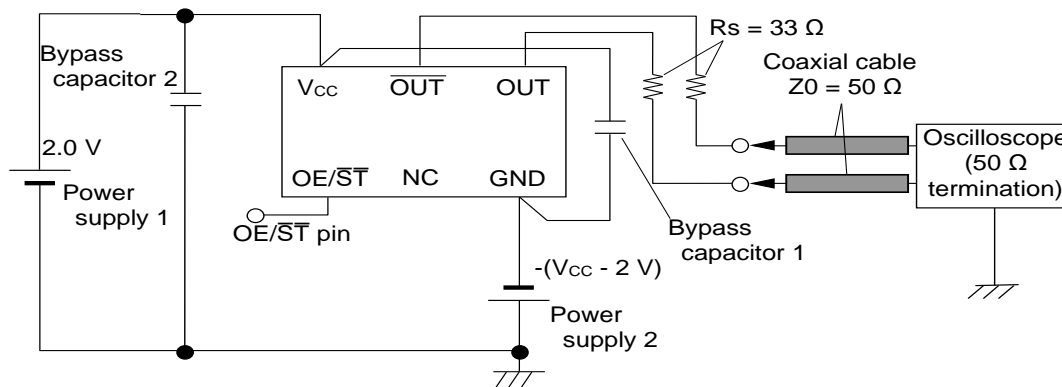 Bypass
capacitor 2
2.0 V
Power
supply 1
VCC
OUT
OUT
OE/ST
NC
GND
OE/ST pin
Rs = 33 Ω
Coaxial cable
Z0 = 50 Ω
Oscilloscope
(50 Ω
termination)
Bypass
capacitor 1
-(VCC - 2 V)
Power
supply 2